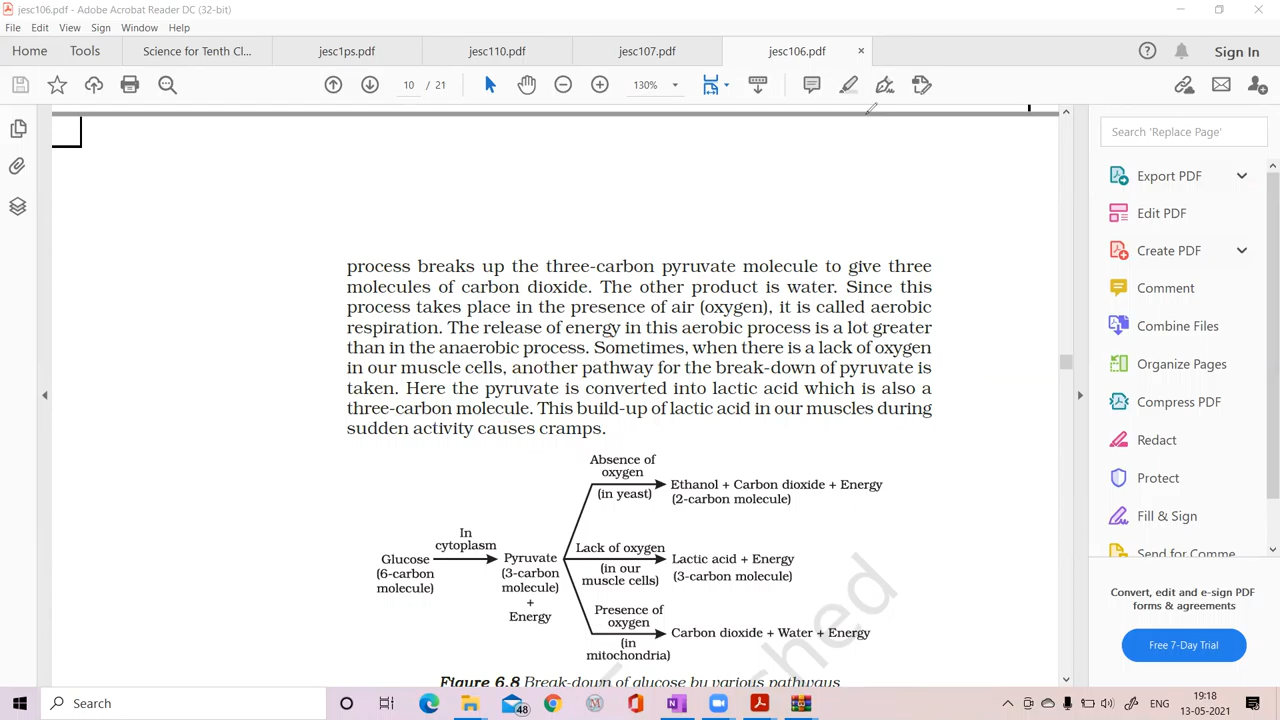 jesc106.pdf - Adobe Acrobat Reader DC (32-bit)
File Edit View Sign Window Help
Home Tools Science for Tenth Cl... jesc1ps.pdf jesc110.pdf jesc107.pdf jesc106.pdf × Sign In
10 / 21 130%
Search 'Replace Page'
Export PDF
Edit PDF
Create PDF
Comment
Combine Files
Organize Pages
Compress PDF
Redact
Protect
Fill & Sign
Send for Comme
Convert, edit and e-sign PDF
forms & agreements
Free 7-Day Trial
process breaks up the three-carbon pyruvate molecule to give three
molecules of carbon dioxide. The other product is water. Since this
process takes place in the presence of air (oxygen), it is called aerobic
respiration. The release of energy in this aerobic process is a lot greater
than in the anaerobic process. Sometimes, when there is a lack of oxygen
in our muscle cells, another pathway for the break-down of pyruvate is
taken. Here the pyruvate is converted into lactic acid which is also a
three-carbon molecule. This build-up of lactic acid in our muscles during
sudden activity causes cramps.
Absence of
oxygen
(in yeast)
Ethanol + Carbon dioxide + Energy
(2-carbon molecule)
In
cytoplasm
Glucose
(6-carbon
molecule)
Pyruvate
(3-carbon
molecule)
+
Energy
Lack of oxygen
(in our
muscle cells)
Lactic acid + Energy
(3-carbon molecule)
Presence of
oxygen
(in
mitochondria)
Carbon dioxide + Water + Energy
Figure 6.8 Break-down of glucose by various pathways
Search
48
ENG
19:18
13-05-2021